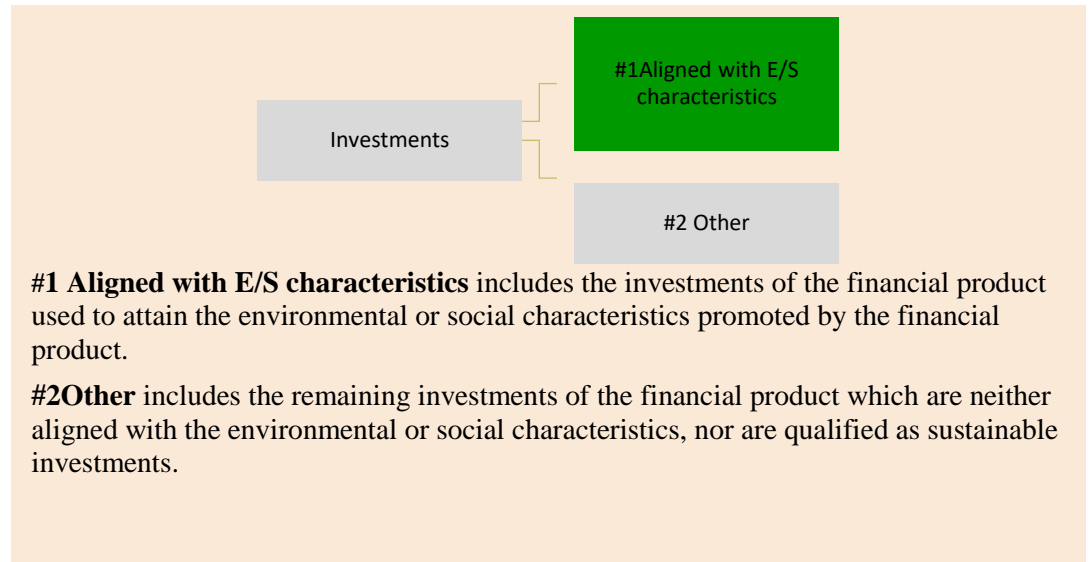 #1Aligned with E/S
characteristics
Investments
#2 Other
#1 Aligned with E/S characteristics includes the investments of the financial product
used to attain the environmental or social characteristics promoted by the financial
product.
#2Other includes the remaining investments of the financial product which are neither
aligned with the environmental or social characteristics, nor are qualified as sustainable
investments.